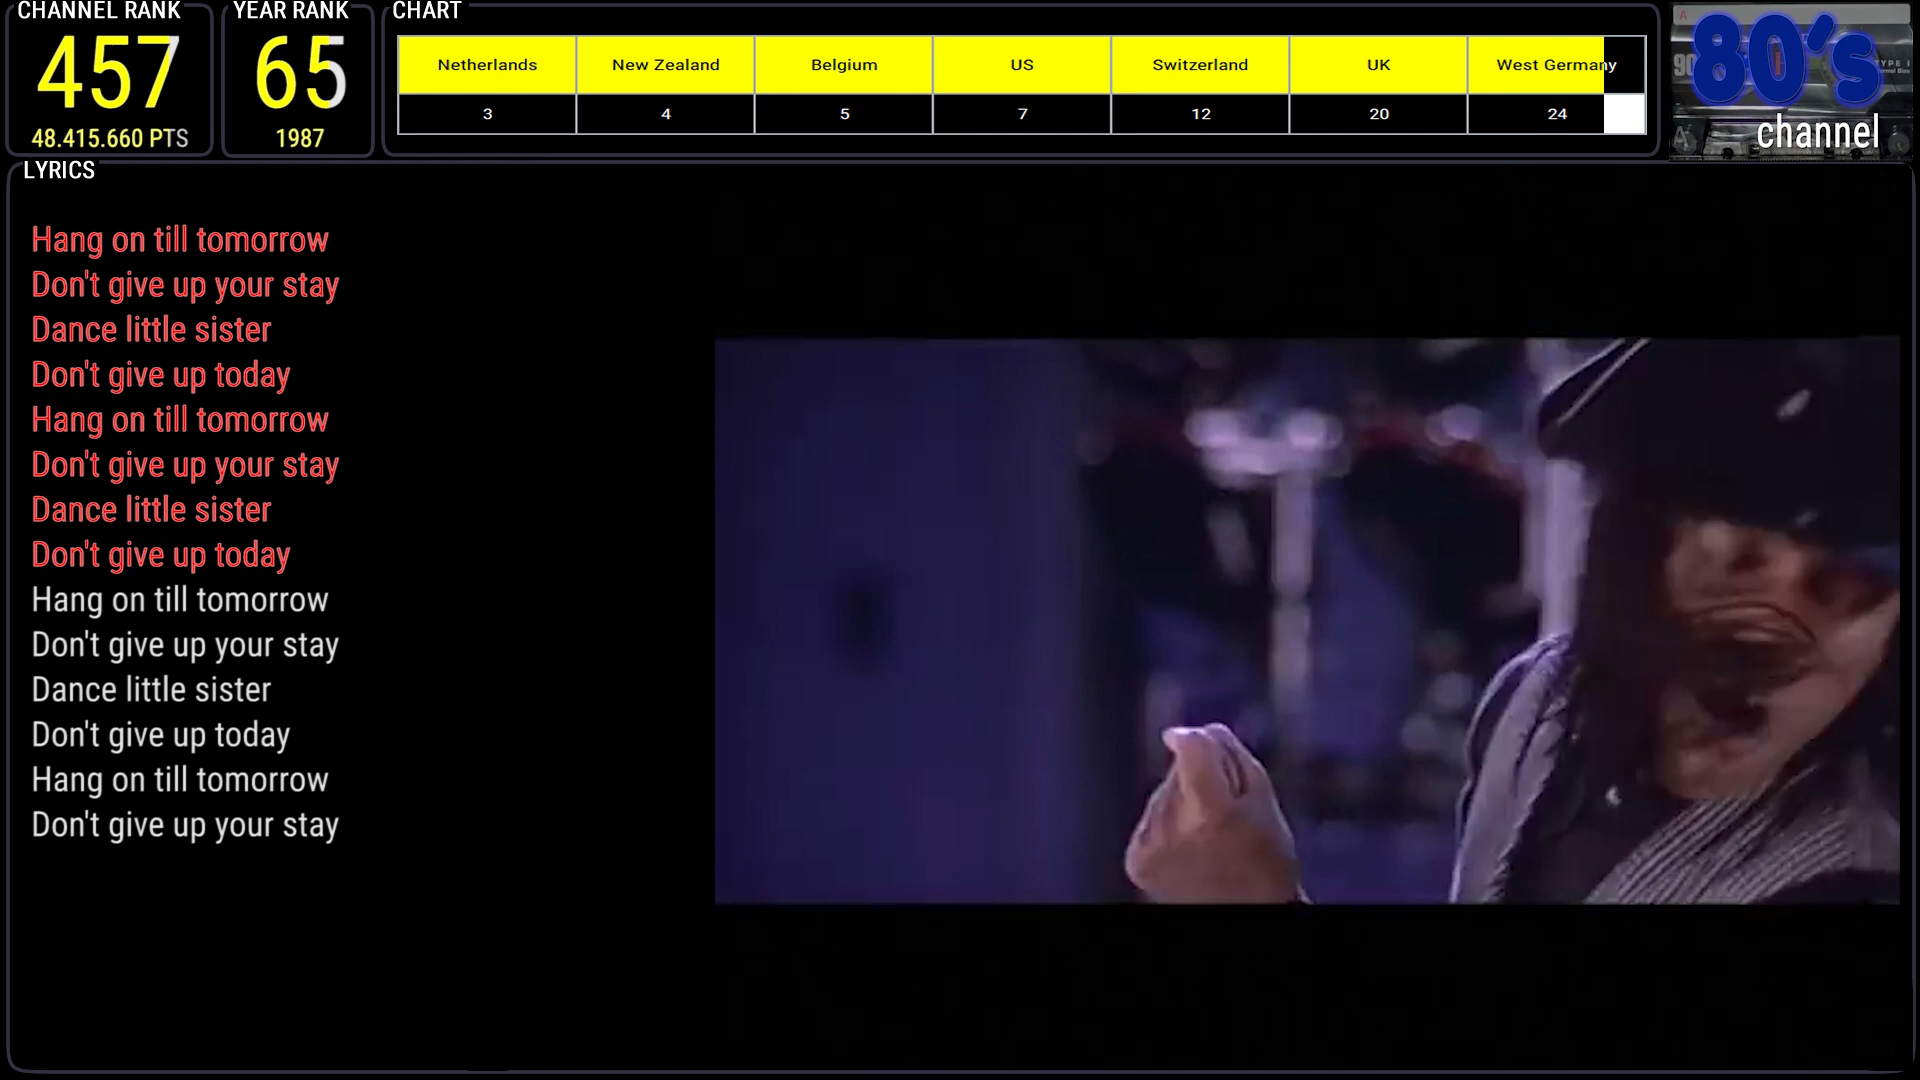 CHANNEL RANK
457
48.415.660 PTS
YEAR RANK
65
1987
CHART
Netherlands New Zealand Belgium US Switzerland UK West Germany
3 4 5 7 12 20 24
80's
channel
A
90
TYPE I
A
LYRICS
Hang on till tomorrow
Don't give up your stay
Dance little sister
Don't give up today
Hang on till tomorrow
Don't give up your stay
Dance little sister
Don't give up today
Hang on till tomorrow
Don't give up your stay
Dance little sister
Don't give up today
Hang on till tomorrow
Don't give up your stay